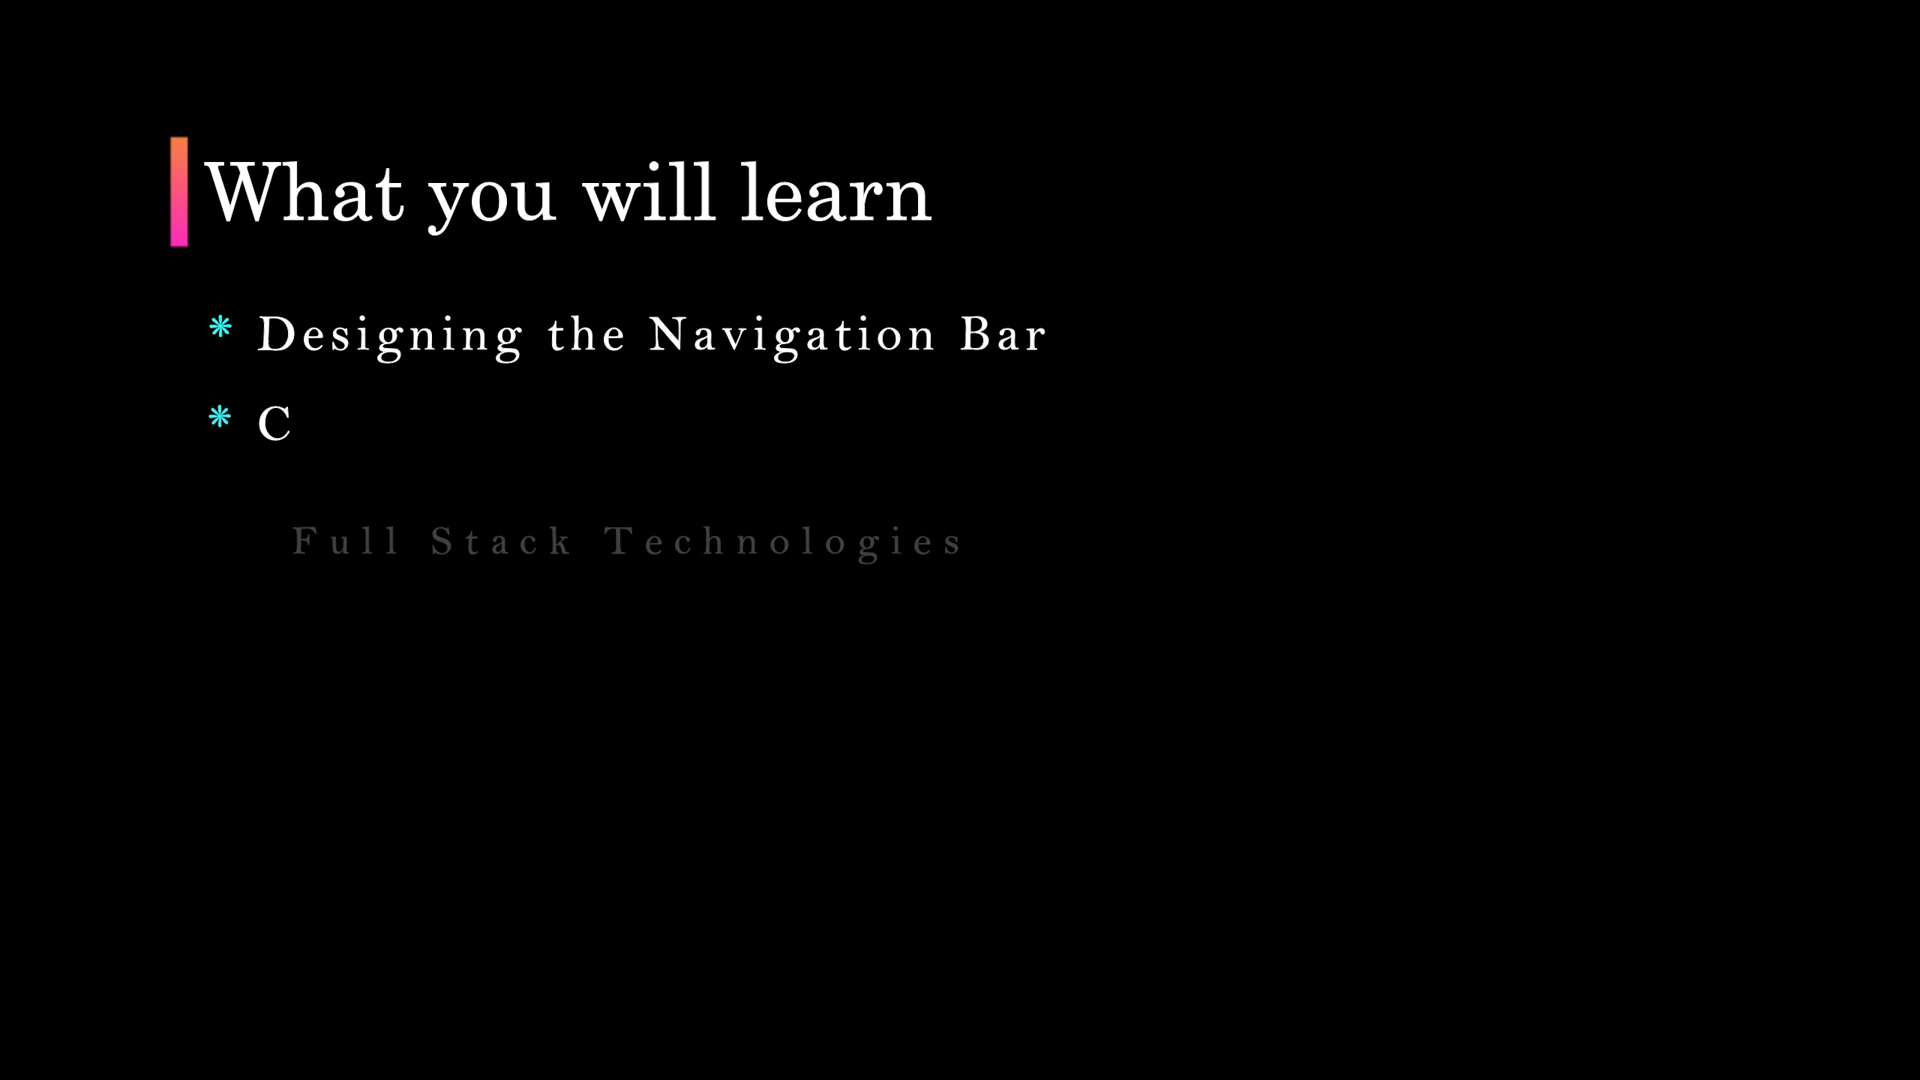 What you will learn
* Designing the Navigation Bar
* C
Full Stack Technologies